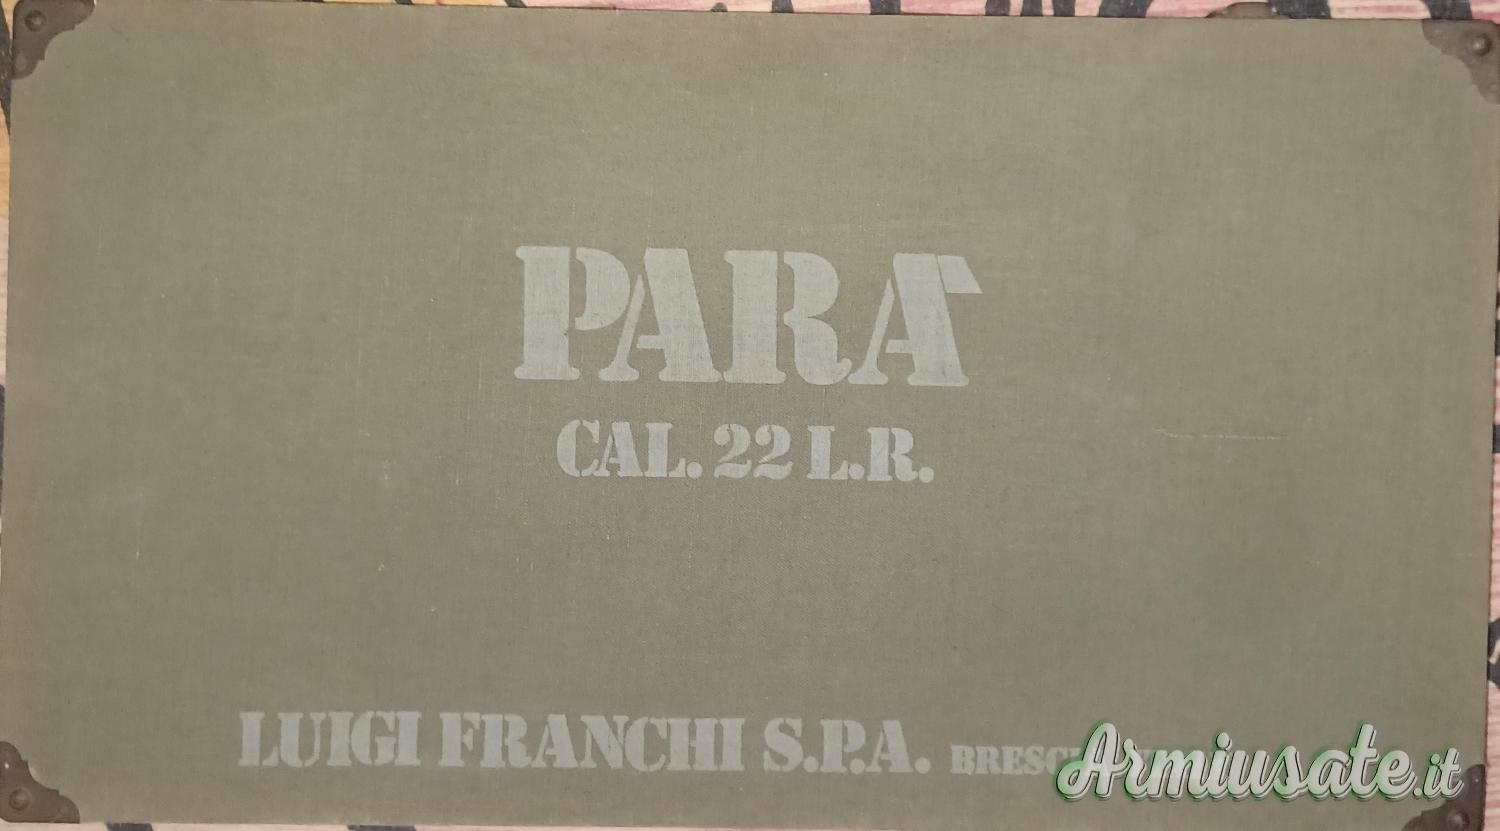 PARA'
CAL. 22 L.R.
LUIGI FRANCHI S.P.A.
Armiusate.it